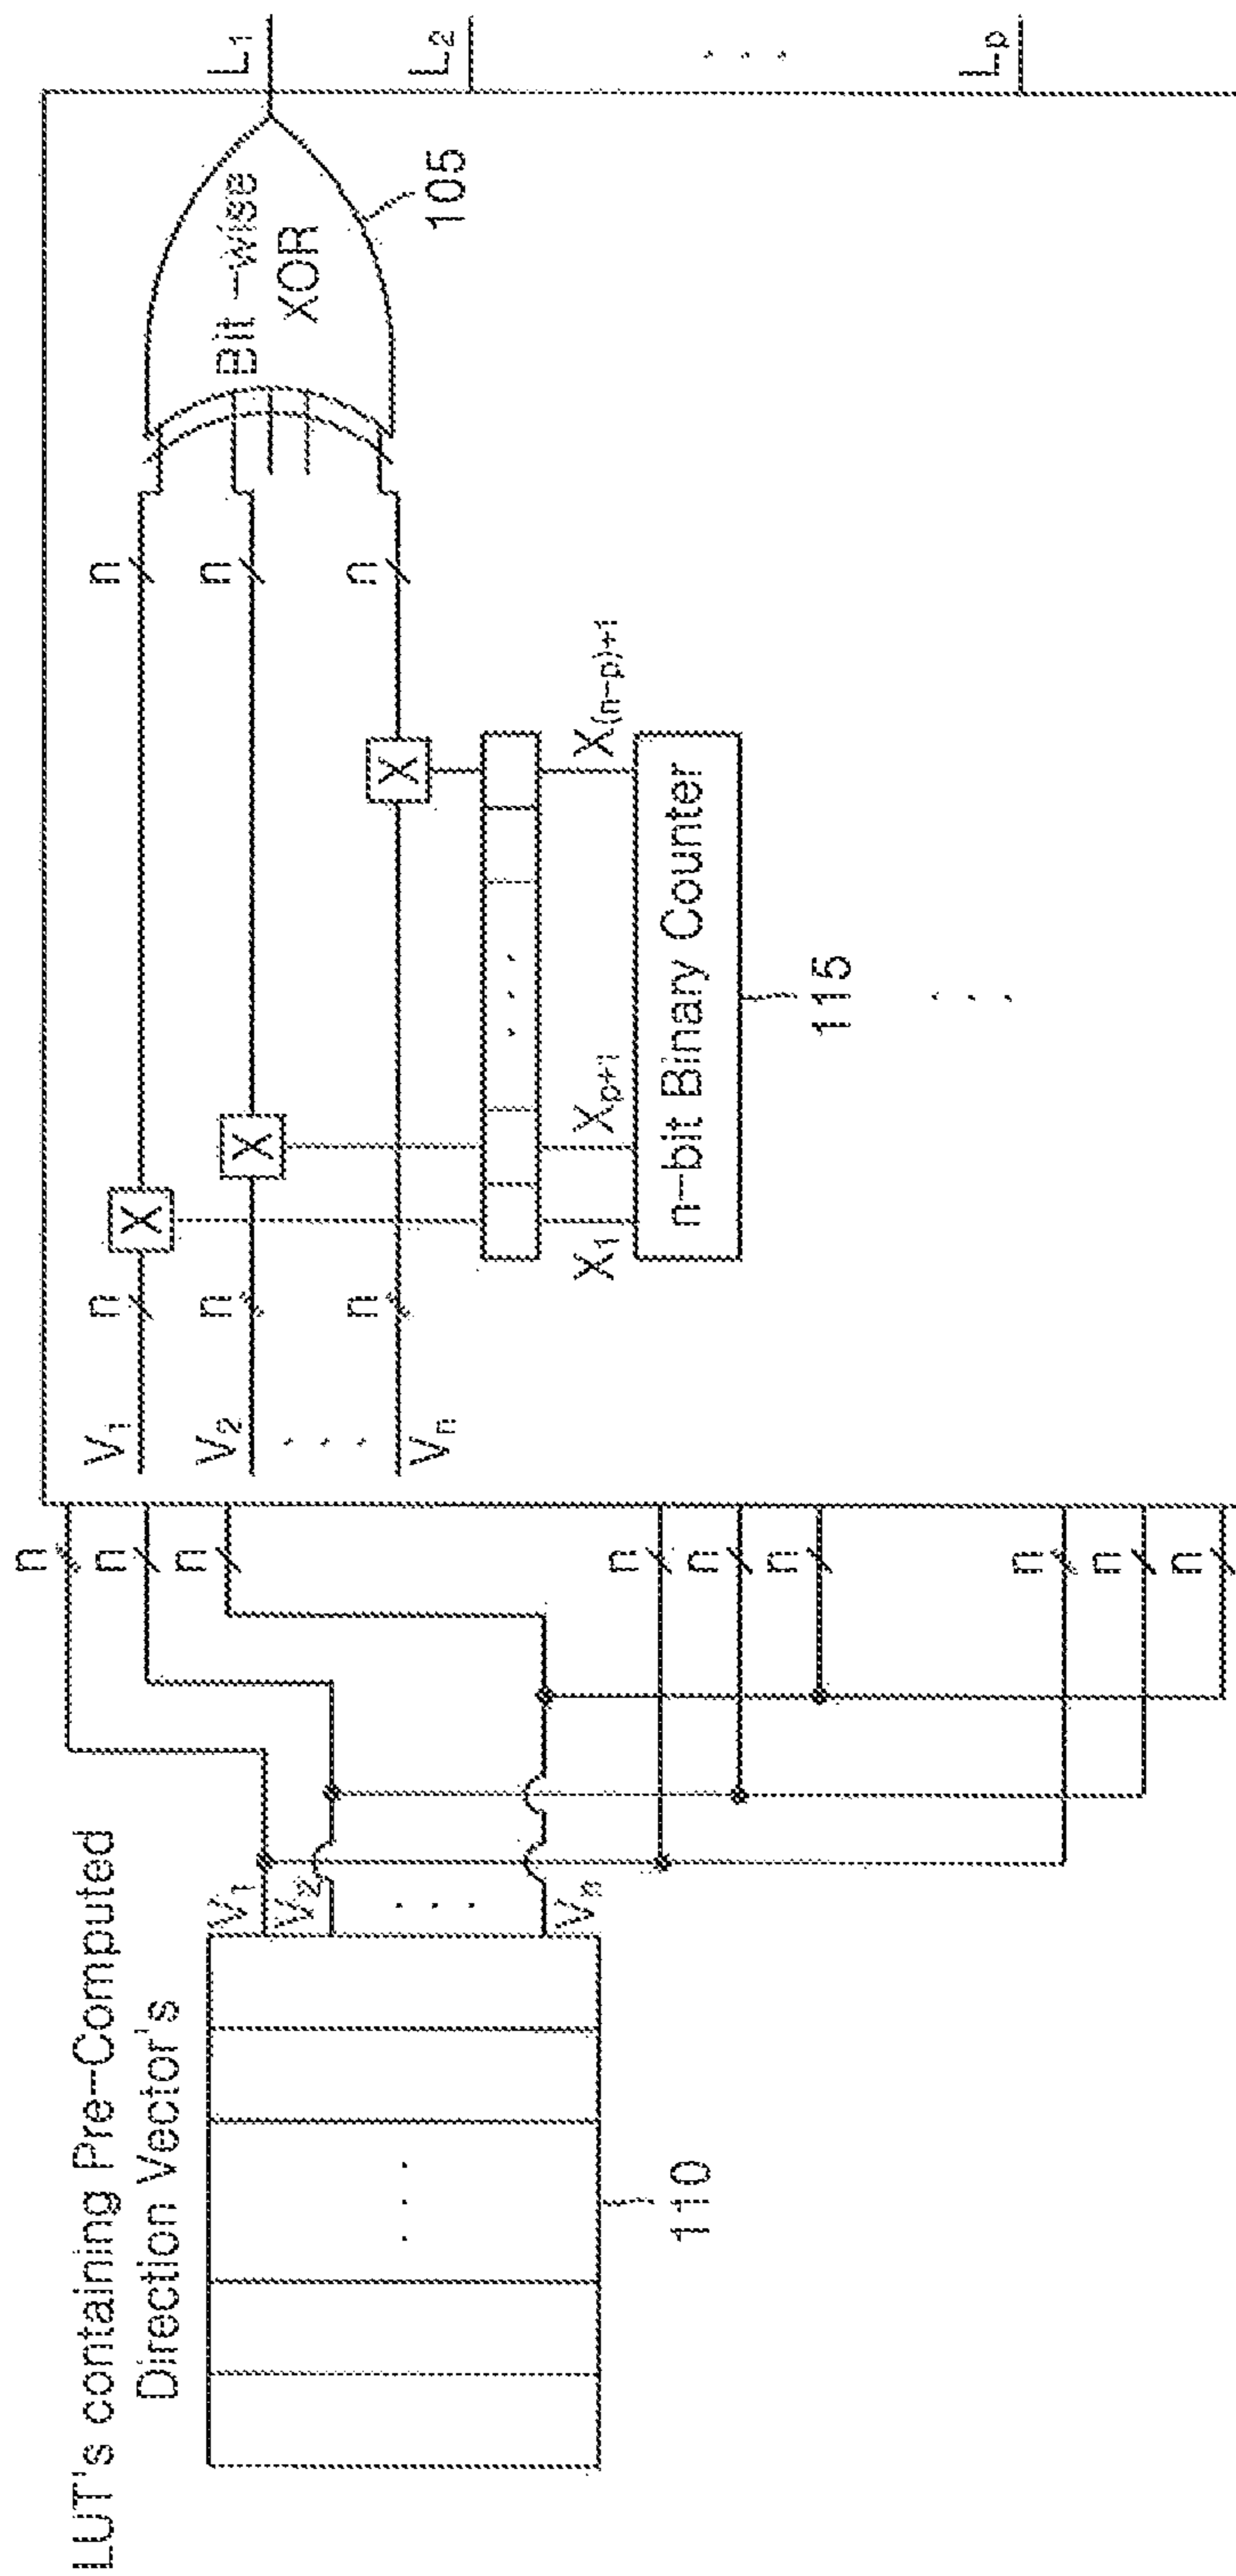 LUT's containing Pre-Computed
Direction Vector's
110
V1
V2
. . .
Vn
n
n
n
n
n
n
n
n
n
V1
V2
. . .
Vn
n
n
n
X1
Xp+1
X(n-p)+1
X
X
X
. . .
n-bit Binary Counter
115
. . .
n
n
n
Bit-wise
XOR
105
L1
L2
. . .
Lp